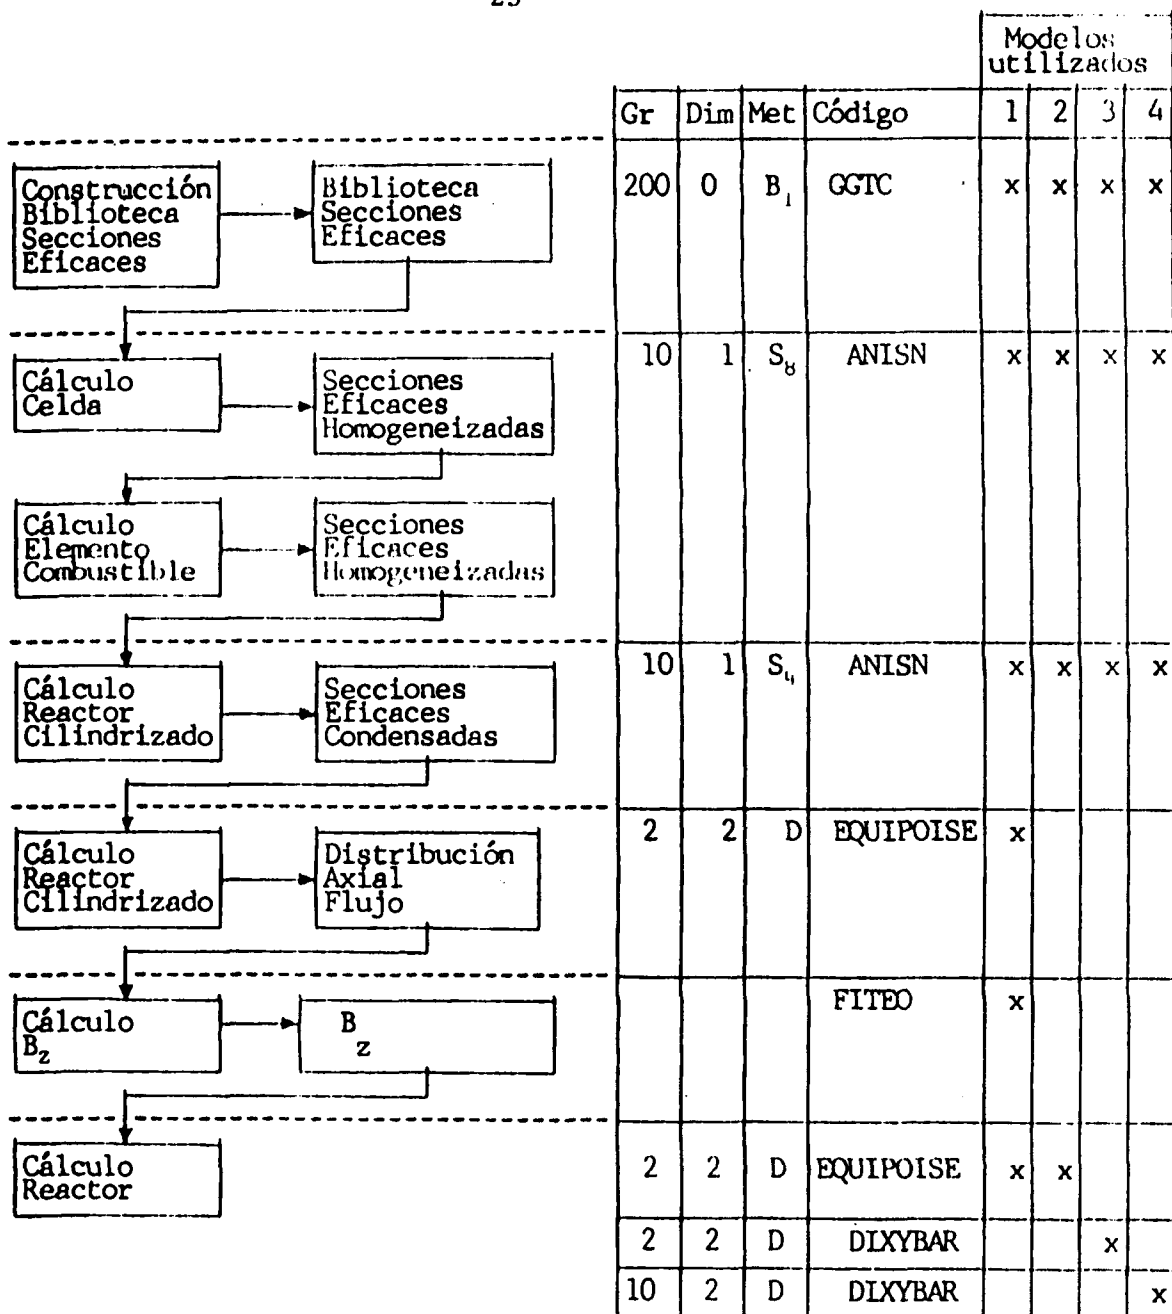 Modelos
utilizados
Gr Dim Met Código 1 2 3 4
Construcción
Biblioteca
Secciones
Eficaces
Biblioteca
Secciones
Eficaces
200 0 B₁ GGTC x x x x
Cálculo
Celda
Secciones
Eficaces
Homogeneizadas
10 1 S₈ ANISN x x x x
Cálculo
Elemento
Combustible
Secciones
Eficaces
Homogeneizadas
Cálculo
Reactor
Cilindrizado
Secciones
Eficaces
Condensadas
10 1 S₄ ANISN x x x x
Cálculo
Reactor
Cilindrizado
Distribución
Axial
Flujo
2 2 D EQUIPOISE x
Cálculo
B_z
B
z
FITEO x
Cálculo
Reactor
2 2 D EQUIPOISE x x
2 2 D DIXYBAR x
10 2 D DIXYBAR x